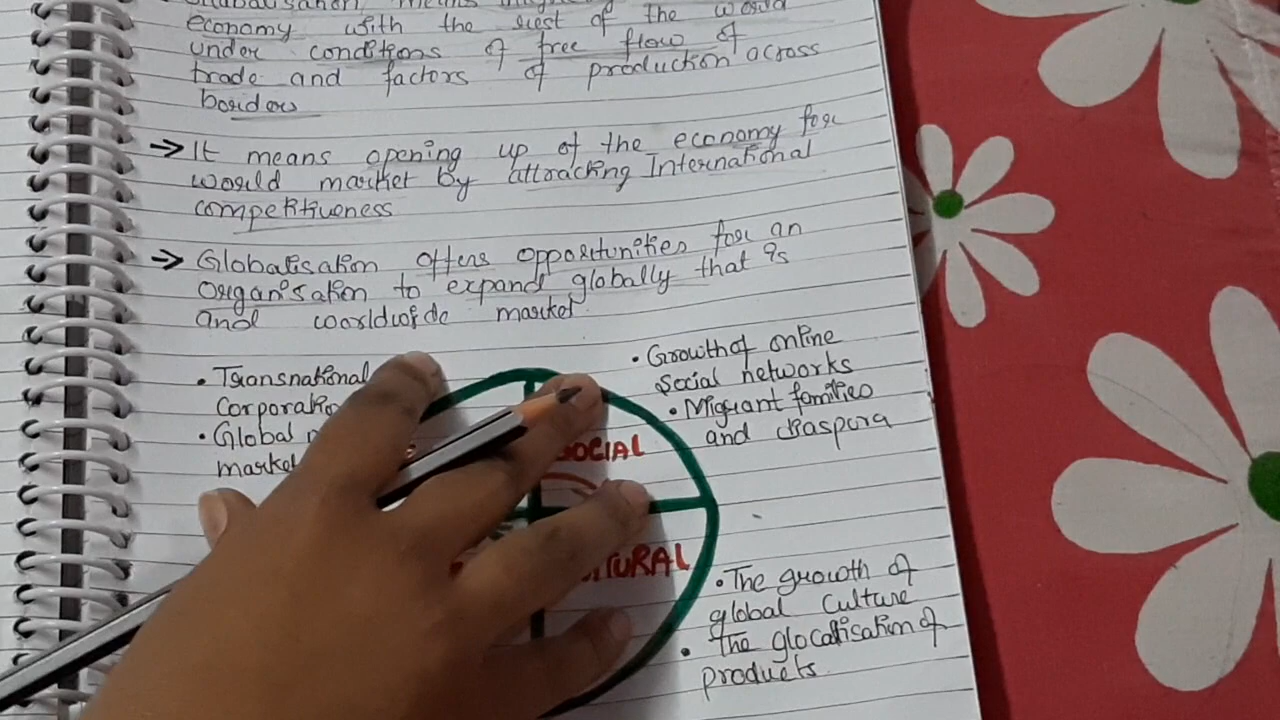 economy with the rest of the world
under conditions of free flow of
trade and factors of production across
borders
→ It means opening up of the economy for
world market by attracting International
competitiveness
→ Globalisation offers opportunities for an
Organisation to expand globally that is
and worldwide market.
• Transnational
Corporatio
• Global
market
• Growth of online
social networks
• Migrant families
and diaspora
SOCIAL
TURAL
• The growth of
global culture
• The glocalisation of
products.